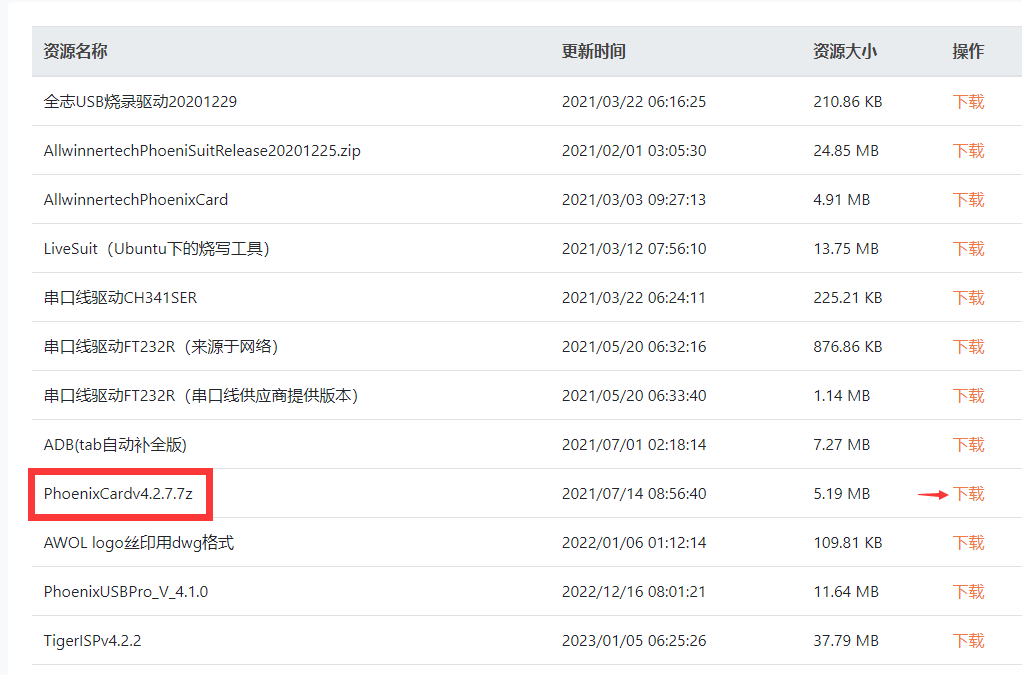 资源名称 更新时间 资源大小 操作
全志USB烧录驱动20201229 2021/03/22 06:16:25 210.86 KB 下载
AllwinnertechPhoeniSuitRelease20201225.zip 2021/02/01 03:05:30 24.85 MB 下载
AllwinnertechPhoenixCard 2021/03/03 09:27:13 4.91 MB 下载
LiveSuit（Ubuntu下的烧写工具） 2021/03/12 07:56:10 13.75 MB 下载
串口线驱动CH341SER 2021/03/22 06:24:11 225.21 KB 下载
串口线驱动FT232R（来源于网络） 2021/05/20 06:32:16 876.86 KB 下载
串口线驱动FT232R（串口线供应商提供版本） 2021/05/20 06:33:40 1.14 MB 下载
ADB(tab自动补全版) 2021/07/01 02:18:14 7.27 MB 下载
PhoenixCardv4.2.7.7z 2021/07/14 08:56:40 5.19 MB 下载
AWOL logo丝印用dwg格式 2022/01/06 01:12:14 109.81 KB 下载
PhoenixUSBPro_V_4.1.0 2022/12/16 08:01:21 11.64 MB 下载
TigerISPv4.2.2 2023/01/05 06:25:26 37.79 MB 下载